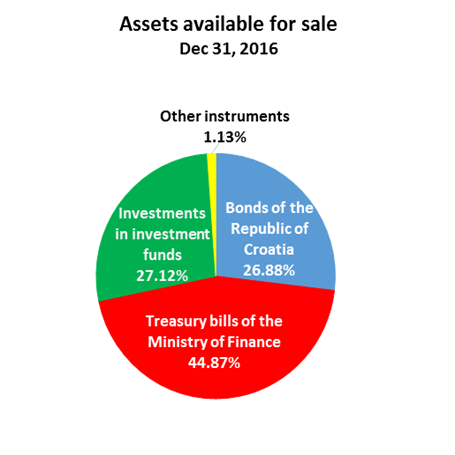 Assets available for sale
Dec 31, 2016
Other instruments
1.13%
Bonds of the
Republic of
Croatia
26.88%
Investments
in investment
funds
27.12%
Treasury bills of the
Ministry of Finance
44.87%